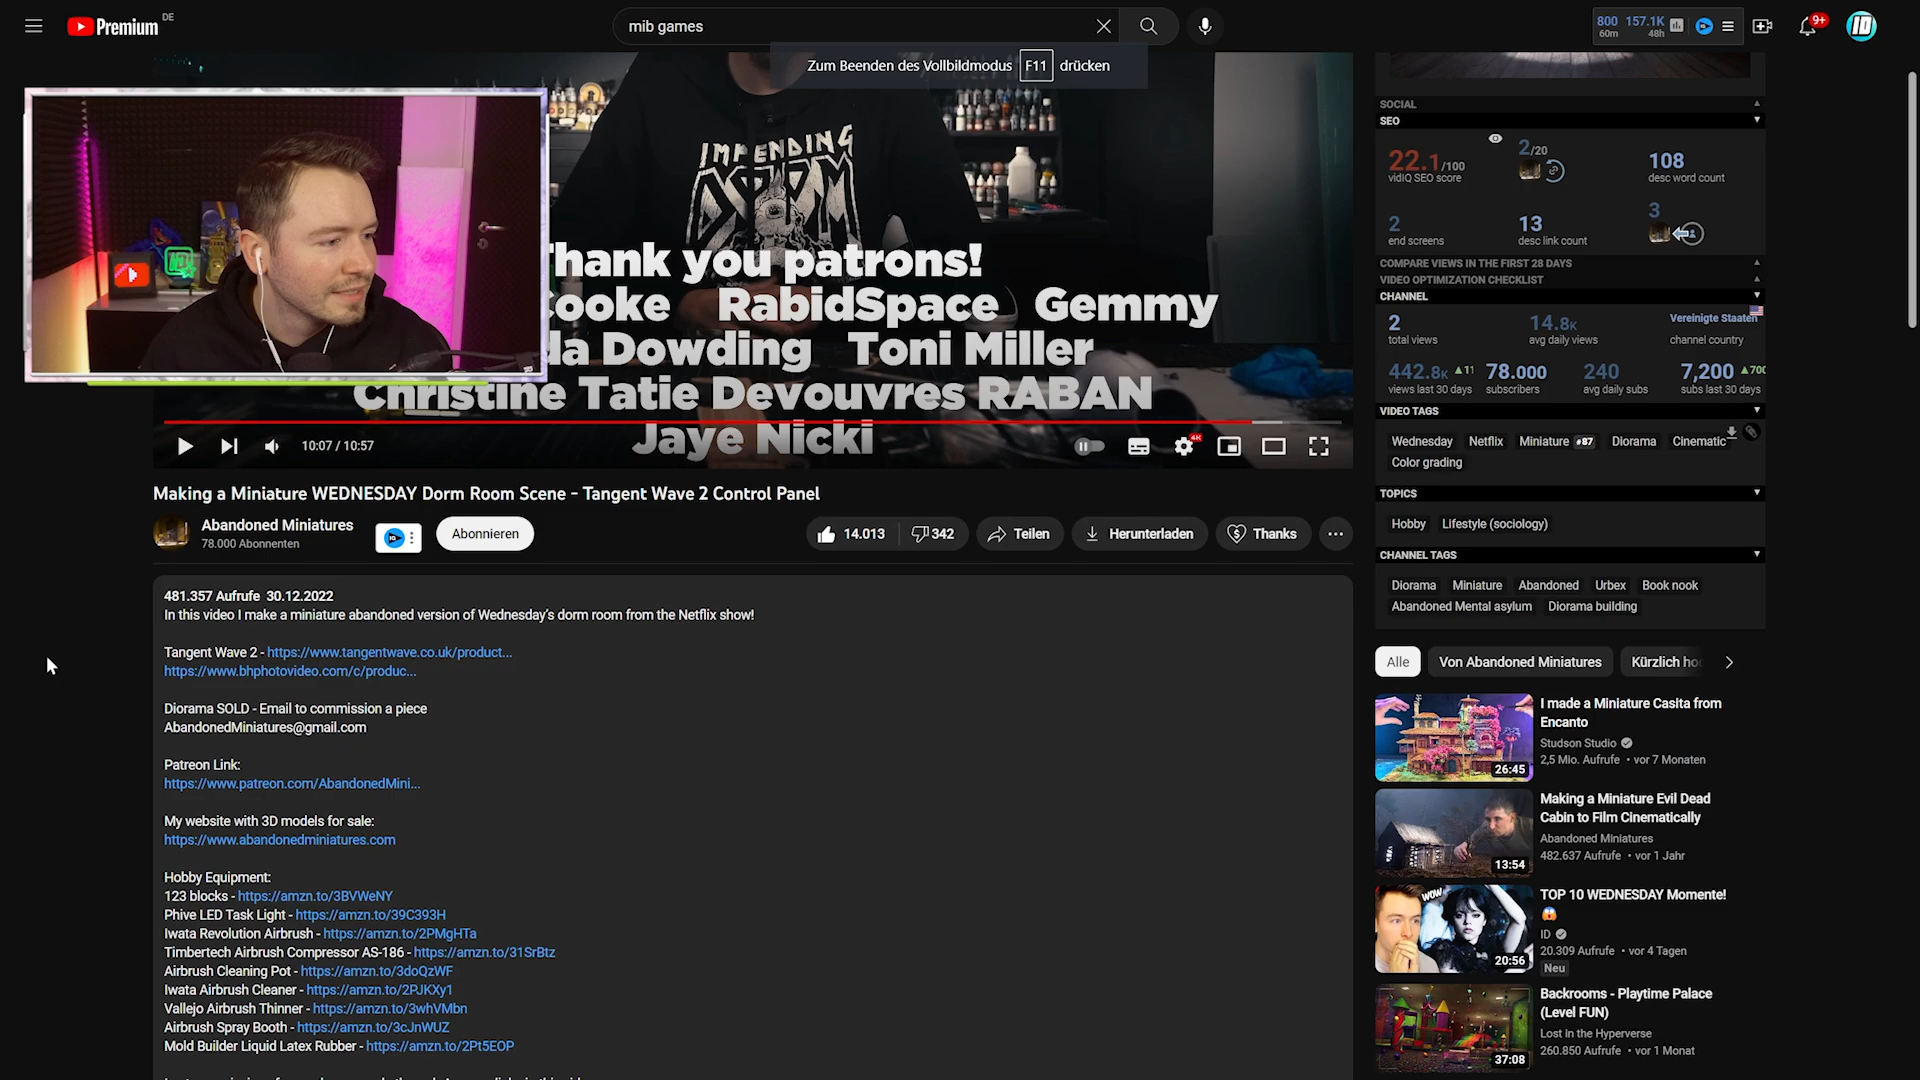 Premium DE
mib games
800 157.1K
60m 48h
9+
Zum Beenden des Vollbildmodus F11 drücken
IMPENDING
DOOM
Thank you patrons!
Cooke RabidSpace Gemmy
da Dowding Toni Miller
Christine Tatie Devouvres RABAN
Jaye Nicki
10:07 / 10:57
4K
Making a Miniature WEDNESDAY Dorm Room Scene - Tangent Wave 2 Control Panel
Abandoned Miniatures
78.000 Abonnenten
Abonnieren
14.013
342
Teilen
Herunterladen
Thanks
481.357 Aufrufe 30.12.2022
In this video I make a miniature abandoned version of Wednesday's dorm room from the Netflix show!
Tangent Wave 2 - https://www.tangentwave.co.uk/product...
https://www.bhphotovideo.com/c/produc...
Diorama SOLD - Email to commission a piece
AbandonedMiniatures@gmail.com
Patreon Link:
https://www.patreon.com/AbandonedMini...
My website with 3D models for sale:
https://www.abandonedminiatures.com
Hobby Equipment:
123 blocks - https://amzn.to/3BVWeNY
Phive LED Task Light - https://amzn.to/39C393H
Iwata Revolution Airbrush - https://amzn.to/2PMgHTa
Timbertech Airbrush Compressor AS-186 - https://amzn.to/31SrBtz
Airbrush Cleaning Pot - https://amzn.to/3doQzWF
Iwata Airbrush Cleaner - https://amzn.to/2PJKXy1
Vallejo Airbrush Thinner - https://amzn.to/3whVMbn
Airbrush Spray Booth - https://amzn.to/3cJnWUZ
Mold Builder Liquid Latex Rubber - https://amzn.to/2Pt5EOP
SOCIAL
SEO
22.1/100
vidIQ SEO score
2/20
108
desc word count
2
end screens
13
desc link count
3
COMPARE VIEWS IN THE FIRST 28 DAYS
VIDEO OPTIMIZATION CHECKLIST
CHANNEL
2
total views
14.8K
avg daily views
Vereinigte Staaten
channel country
442.8K ▲11
views last 30 days
78.000
subscribers
240
avg daily subs
7,200 ▲700
subs last 30 days
VIDEO TAGS
Wednesday Netflix Miniature #87 Diorama Cinematic
Color grading
TOPICS
Hobby Lifestyle (sociology)
CHANNEL TAGS
Diorama Miniature Abandoned Urbex Book nook
Abandoned Mental asylum Diorama building
Alle Von Abandoned Miniatures Kürzlich ho
I made a Miniature Casita from
Encanto
Studson Studio
2,5 Mio. Aufrufe • vor 7 Monaten
26:45
Making a Miniature Evil Dead
Cabin to Film Cinematically
Abandoned Miniatures
482.637 Aufrufe • vor 1 Jahr
13:54
WOW
TOP 10 WEDNESDAY Momente!
ID
20.309 Aufrufe • vor 4 Tagen
Neu
20:56
Backrooms - Playtime Palace
(Level FUN)
Lost in the Hyperverse
260.850 Aufrufe • vor 1 Monat
37:08